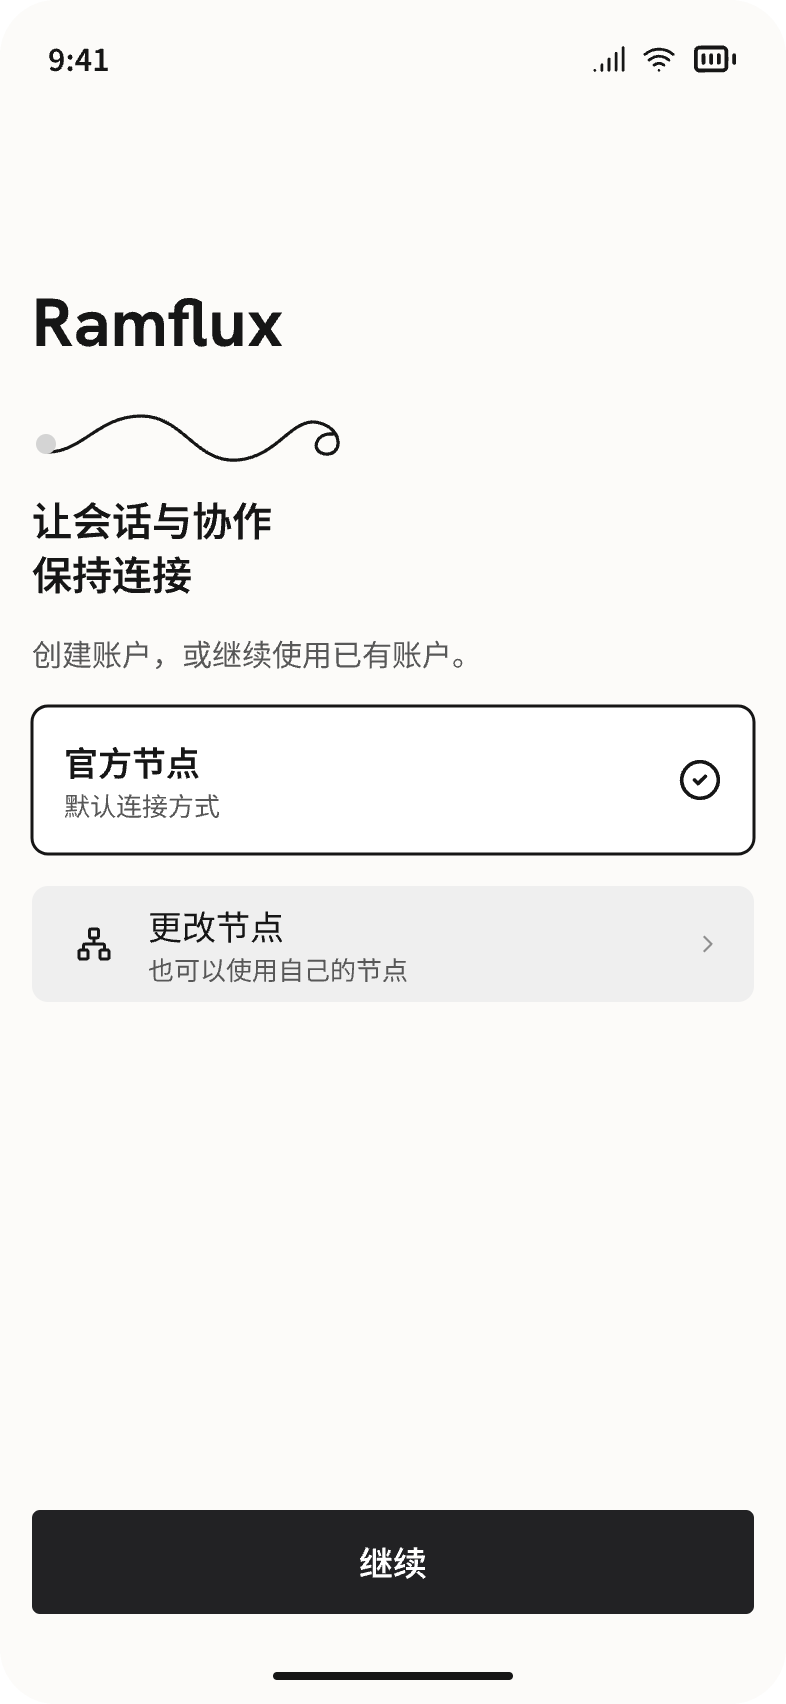 9:41
Ramflux
让会话与协作
保持连接
创建账户，或继续使用已有账户。
官方节点
默认连接方式
更改节点
也可以使用自己的节点
继续